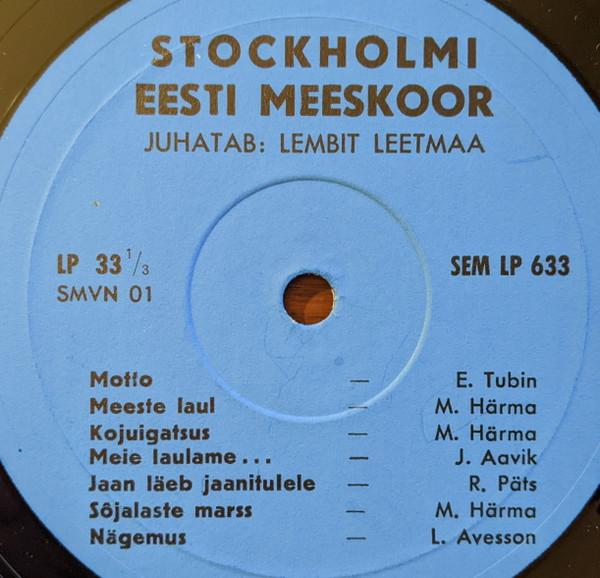 STOCKHOLMI
EESTI MEESKOOR
JUHATAB: LEMBIT LEETMAA
LP 33 1/3
SMVN 01
SEM LP 633
Motto — E. Tubin
Meeste laul — M. Härma
Kojuigatsus — M. Härma
Meie laulame... — J. Aavik
Jaan läeb jaanitulele — R. Päts
Sôjalaste marss — M. Härma
Nägemus — L. Avesson